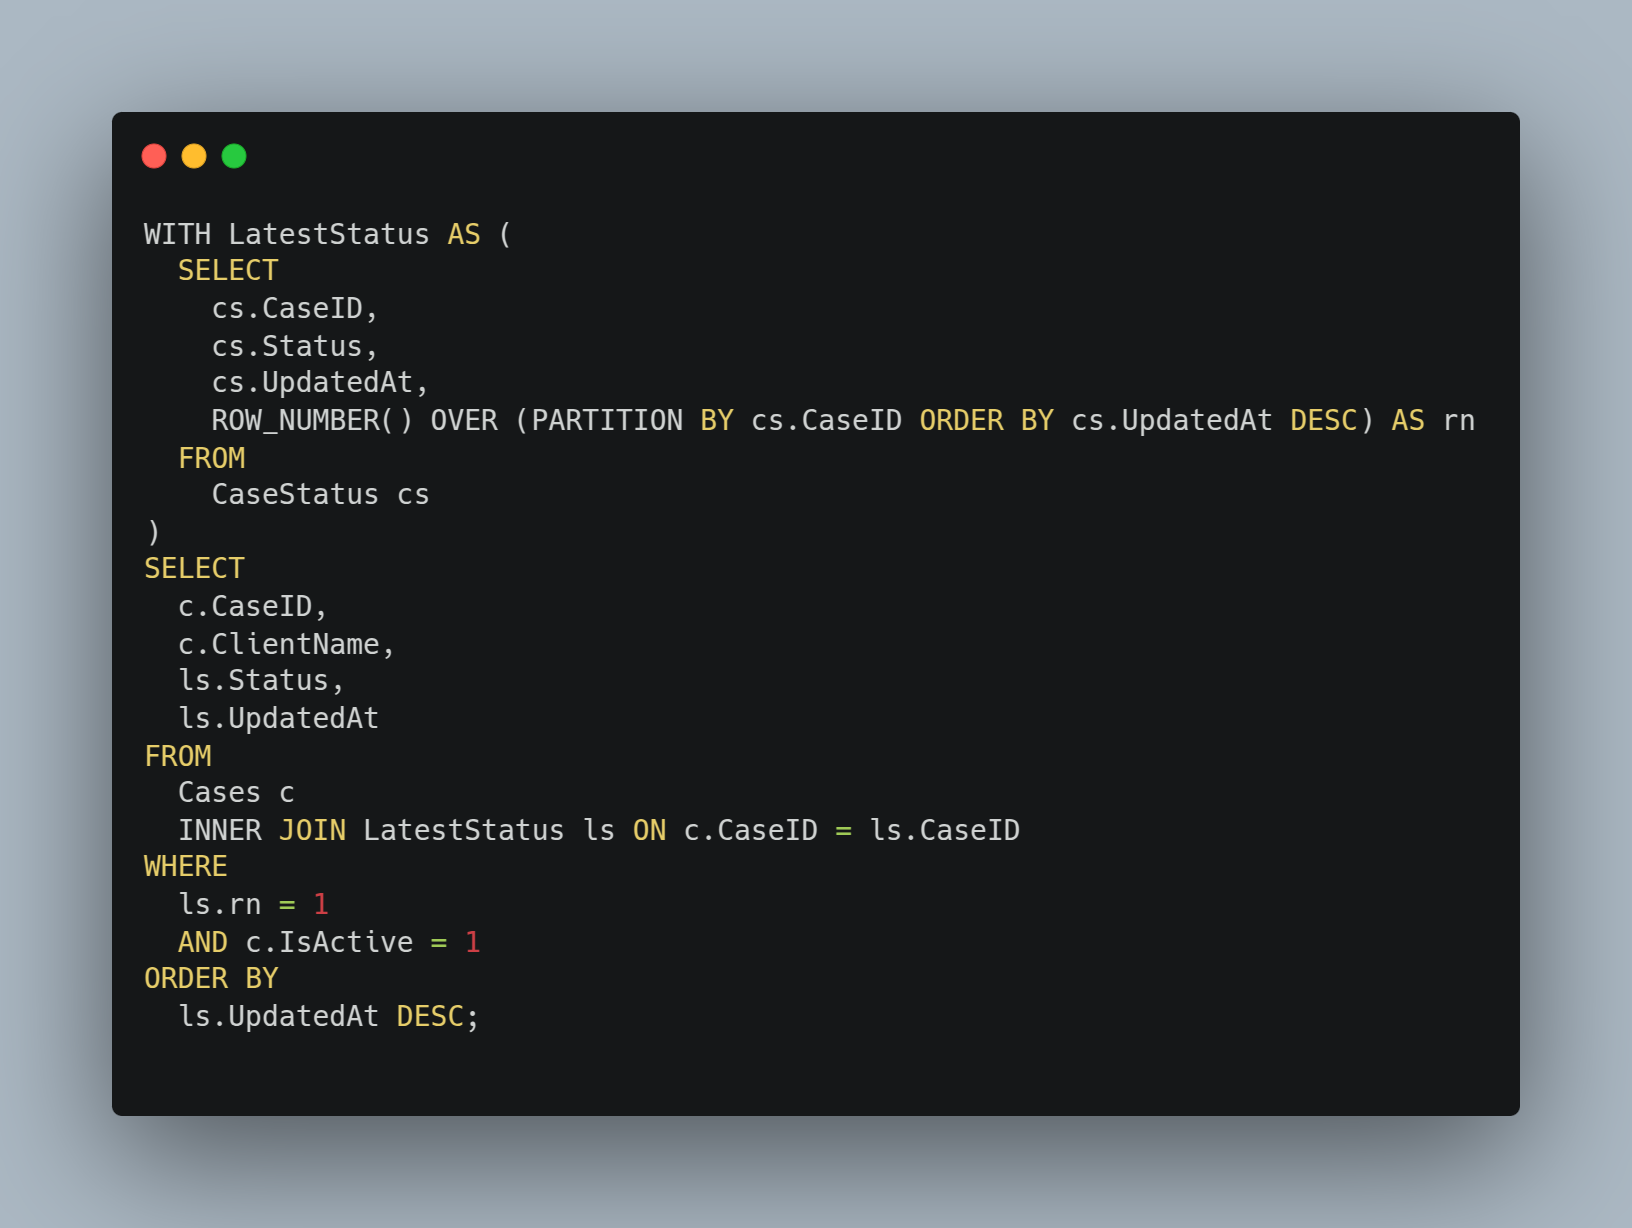 WITH LatestStatus AS (
  SELECT
    cs.CaseID,
    cs.Status,
    cs.UpdatedAt,
    ROW_NUMBER() OVER (PARTITION BY cs.CaseID ORDER BY cs.UpdatedAt DESC) AS rn
  FROM
    CaseStatus cs
)
SELECT
  c.CaseID,
  c.ClientName,
  ls.Status,
  ls.UpdatedAt
FROM
  Cases c
  INNER JOIN LatestStatus ls ON c.CaseID = ls.CaseID
WHERE
  ls.rn = 1
  AND c.IsActive = 1
ORDER BY
  ls.UpdatedAt DESC;